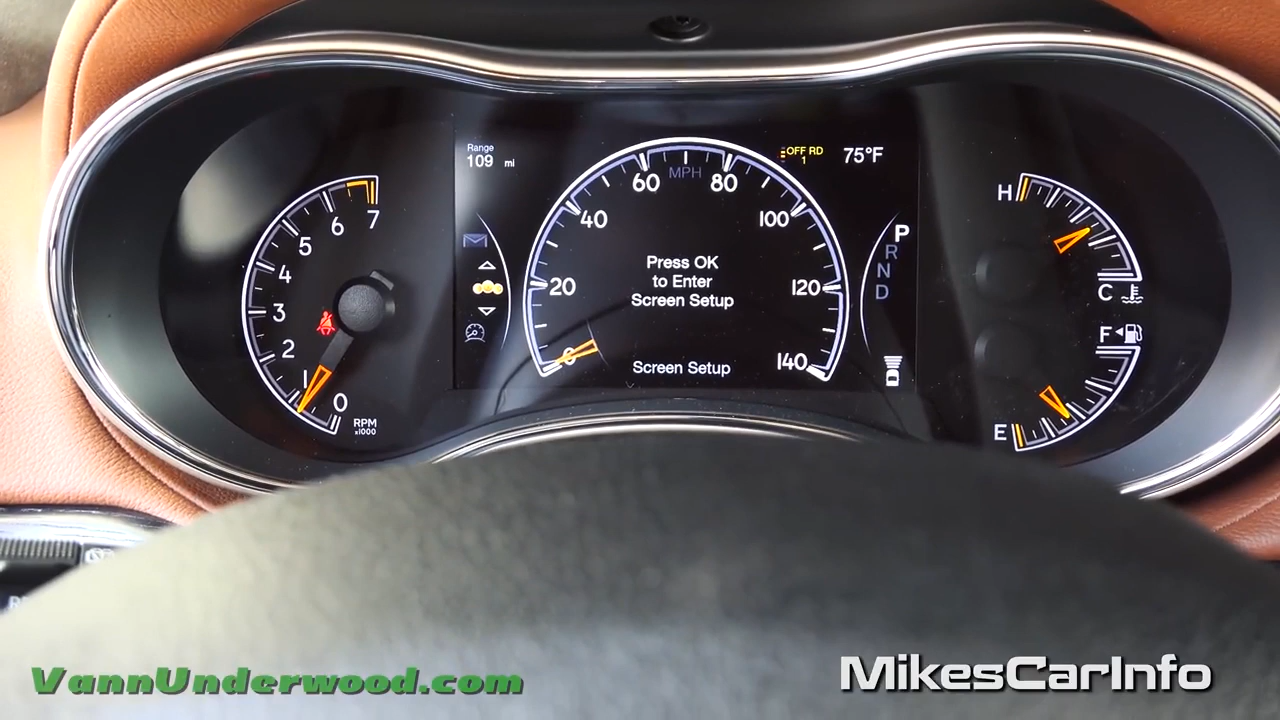 Range
109 mi
OFF RD
1
75°F
MPH
0
20
40
60
80
100
120
140
Press OK
to Enter
Screen Setup
Screen Setup
P
R
N
D
0
1
2
3
4
5
6
7
RPM
x1000
H
C
F
E
VannUnderwood.com
MikesCarInfo